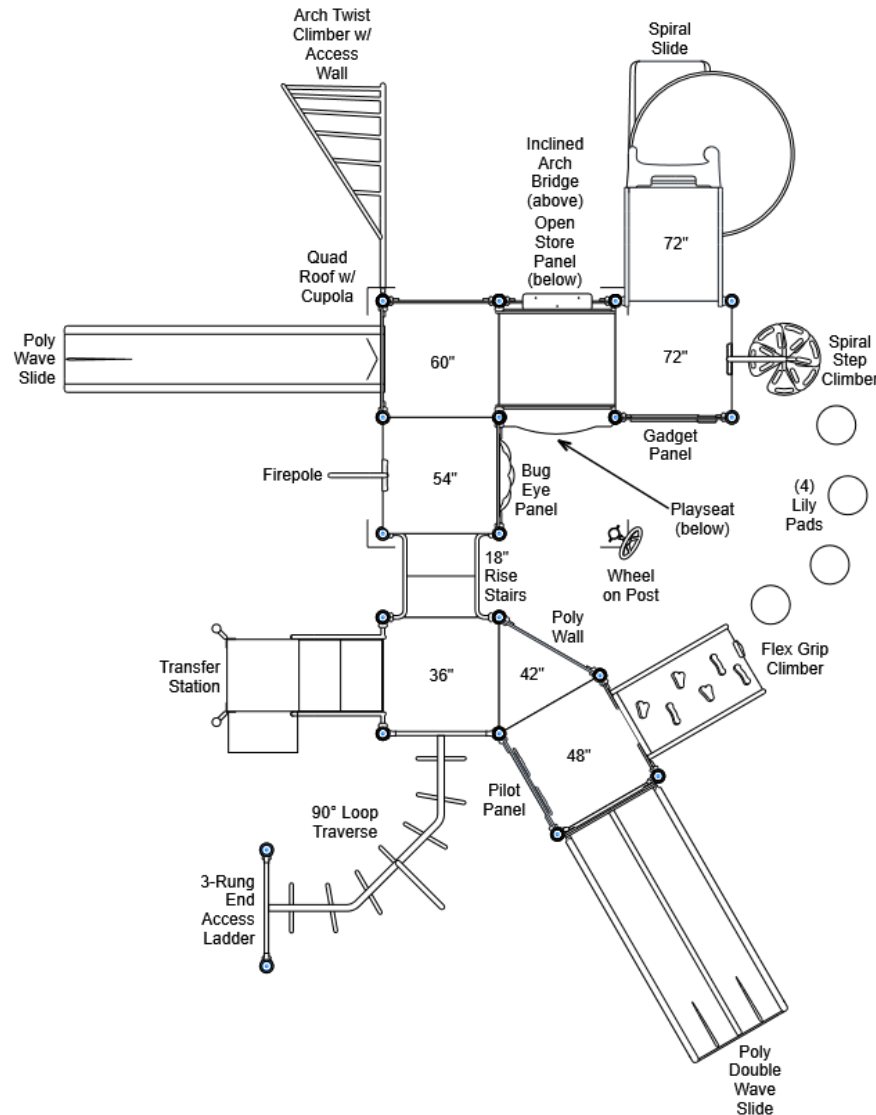 Arch Twist
Climber w/
Access
Wall
Spiral
Slide
Inclined
Arch
Bridge
(above)
Open
Store
Panel
(below)
72"
Quad
Roof w/
Cupola
Poly
Wave
Slide
60"
72"
Spiral
Step
Climber
Gadget
Panel
Firepole
54"
Bug
Eye
Panel
Playseat
(below)
(4)
Lily
Pads
18"
Rise
Stairs
Wheel
on Post
Poly
Wall
Flex Grip
Climber
Transfer
Station
36"
42"
48"
Pilot
Panel
90° Loop
Traverse
3-Rung
End
Access
Ladder
Poly
Double
Wave
Slide